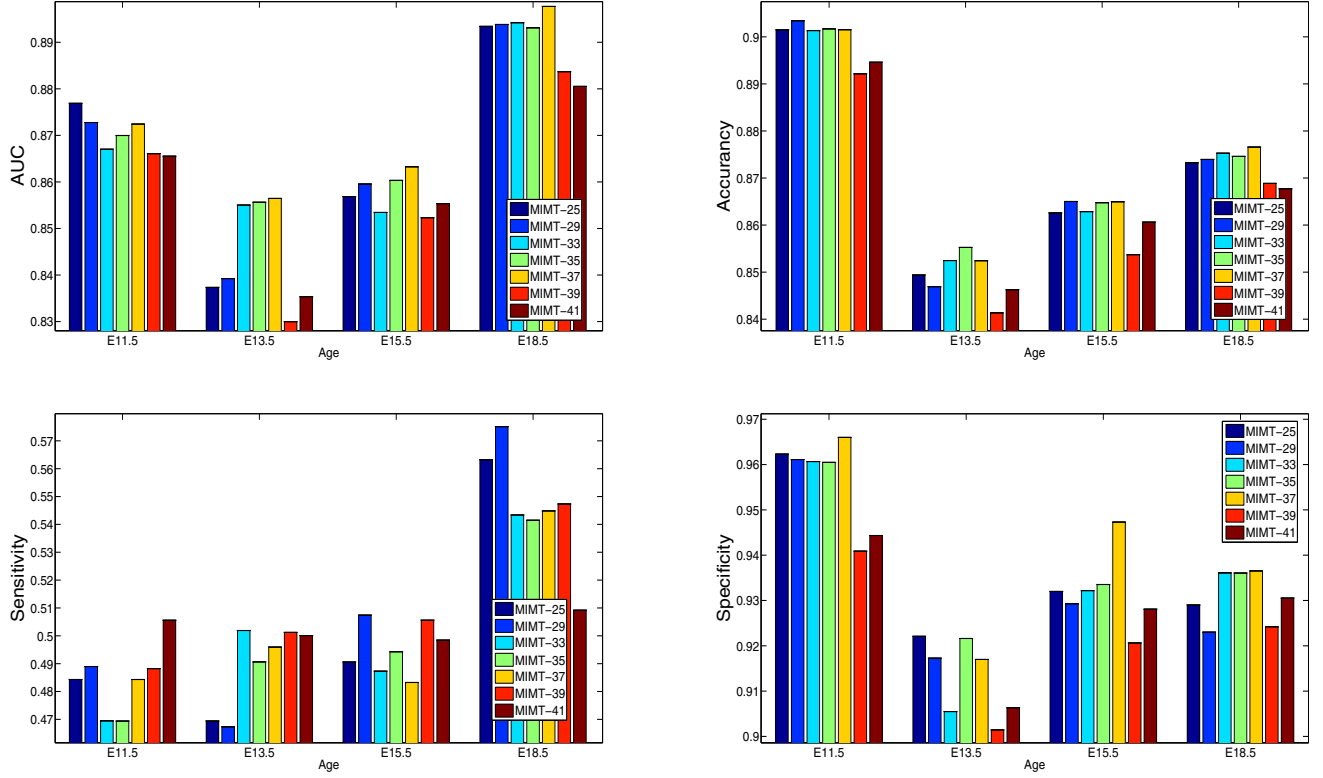 AUC
0.89
0.88
0.87
0.86
0.85
0.84
0.83
E11.5 E13.5 E15.5 E18.5
Age
MIMT-25
MIMT-29
MIMT-33
MIMT-35
MIMT-37
MIMT-39
MIMT-41
Accurancy
0.9
0.89
0.88
0.87
0.86
0.85
0.84
E11.5 E13.5 E15.5 E18.5
Age
MIMT-25
MIMT-29
MIMT-33
MIMT-35
MIMT-37
MIMT-39
MIMT-41
Sensitivity
0.57
0.56
0.55
0.54
0.53
0.52
0.51
0.5
0.49
0.48
0.47
E11.5 E13.5 E15.5 E18.5
Age
MIMT-25
MIMT-29
MIMT-33
MIMT-35
MIMT-37
MIMT-39
MIMT-41
Specificity
0.97
0.96
0.95
0.94
0.93
0.92
0.91
0.9
E11.5 E13.5 E15.5 E18.5
Age
MIMT-25
MIMT-29
MIMT-33
MIMT-35
MIMT-37
MIMT-39
MIMT-41